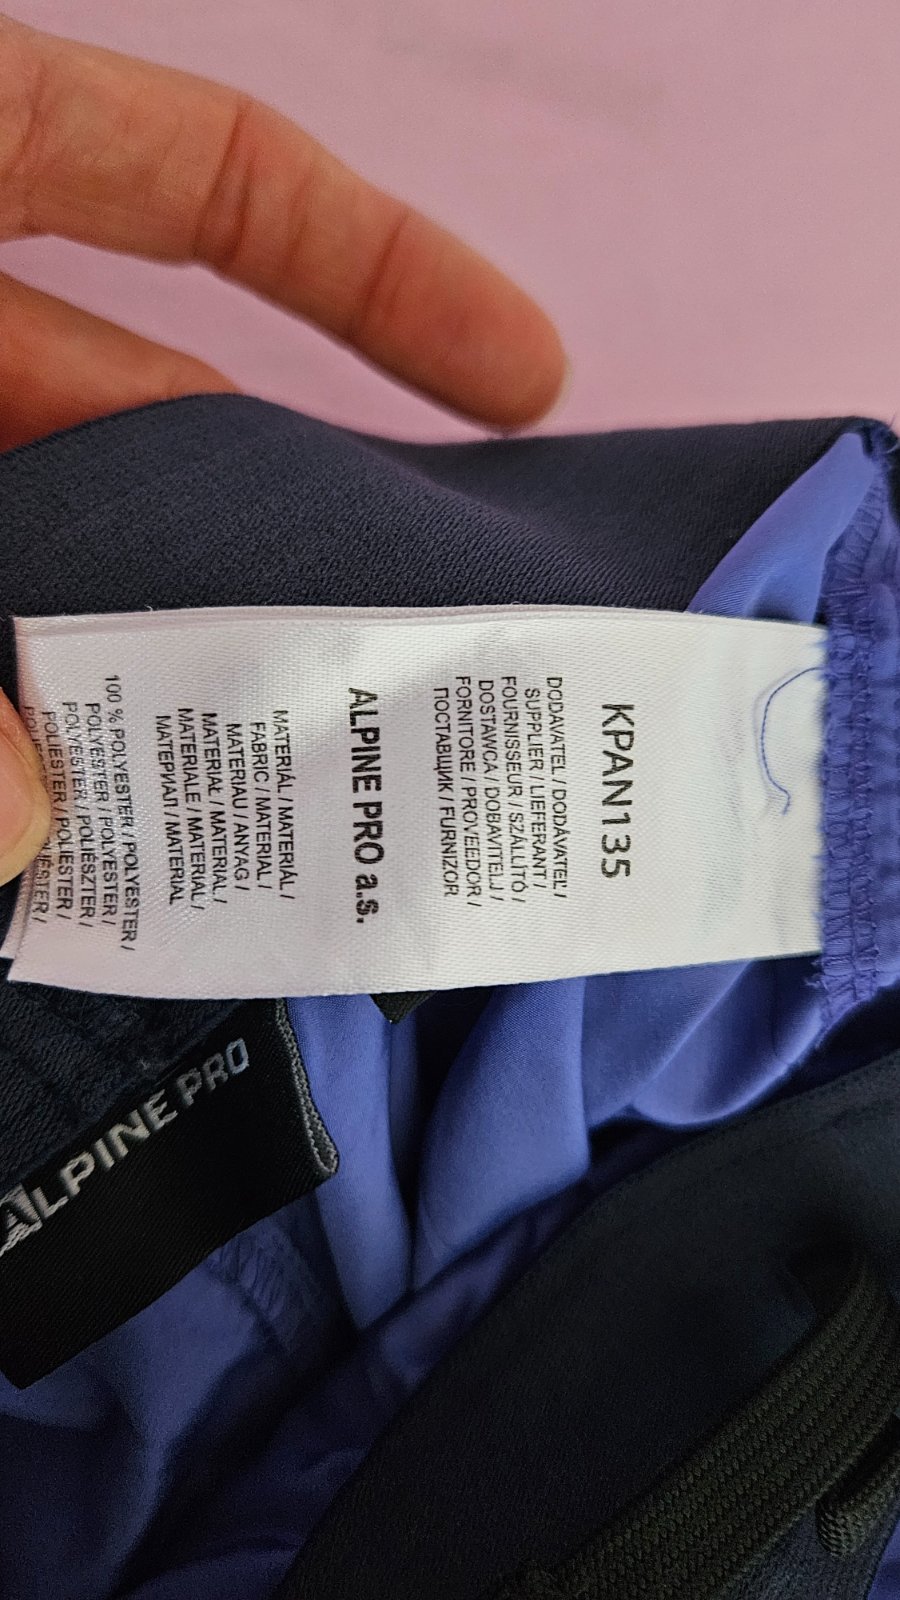 KPAN135
DODAVATEL / DODÁVATEĽ /
SUPPLIER / LIEFERANT /
FOURNISSEUR / SZÁLLÍTÓ /
DOSTAWCA / DOBAVITELJ /
FORNITORE / PROVEEDOR /
ПОСТАВЩИК / FURNIZOR
ALPINE PRO a.s.
MATERIÁL / MATERIÁL /
FABRIC / MATERIAL /
MATERIAU / ANYAG /
MATERIAŁ / MATERIAL /
MATERIALE / MATERIAL /
МАТЕРИАЛ / MATERIAL
100 % POLYESTER / POLYESTER /
POLYESTER / POLYESTER /
POLYESTER / POLIÉSZTER /
POLIESTER / POLIESTER /
ALPINE PRO